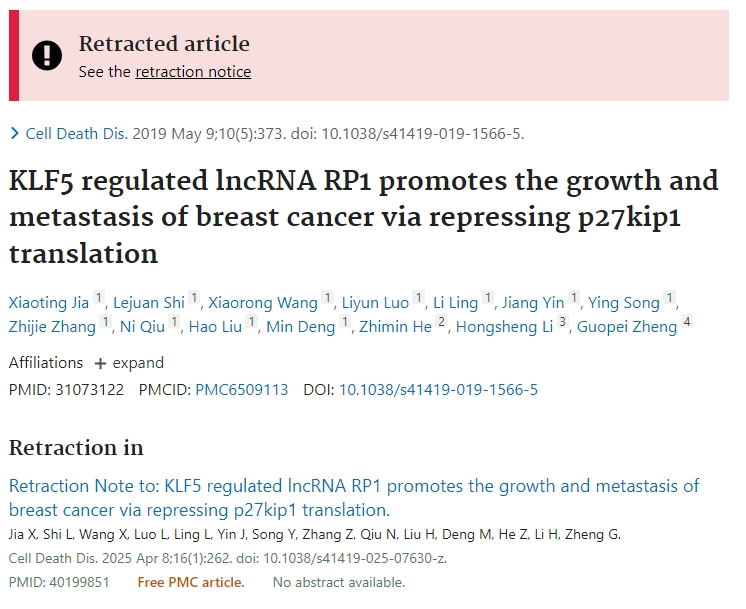 Retracted article
See the retraction notice
Cell Death Dis. 2019 May 9;10(5):373. doi: 10.1038/s41419-019-1566-5.
KLF5 regulated lncRNA RP1 promotes the growth and
metastasis of breast cancer via repressing p27kip1
translation
Xiaoting Jia 1, Lejuan Shi 1, Xiaorong Wang 1, Liyun Luo 1, Li Ling 1, Jiang Yin 1, Ying Song 1,
Zhijie Zhang 1, Ni Qiu 1, Hao Liu 1, Min Deng 1, Zhimin He 2, Hongsheng Li 3, Guopei Zheng 4
Affiliations + expand
PMID: 31073122 PMCID: PMC6509113 DOI: 10.1038/s41419-019-1566-5
Retraction in
Retraction Note to: KLF5 regulated lncRNA RP1 promotes the growth and metastasis of
breast cancer via repressing p27kip1 translation.
Jia X, Shi L, Wang X, Luo L, Ling L, Yin J, Song Y, Zhang Z, Qiu N, Liu H, Deng M, He Z, Li H, Zheng G.
Cell Death Dis. 2025 Apr 8;16(1):262. doi: 10.1038/s41419-025-07630-z.
PMID: 40199851 Free PMC article. No abstract available.